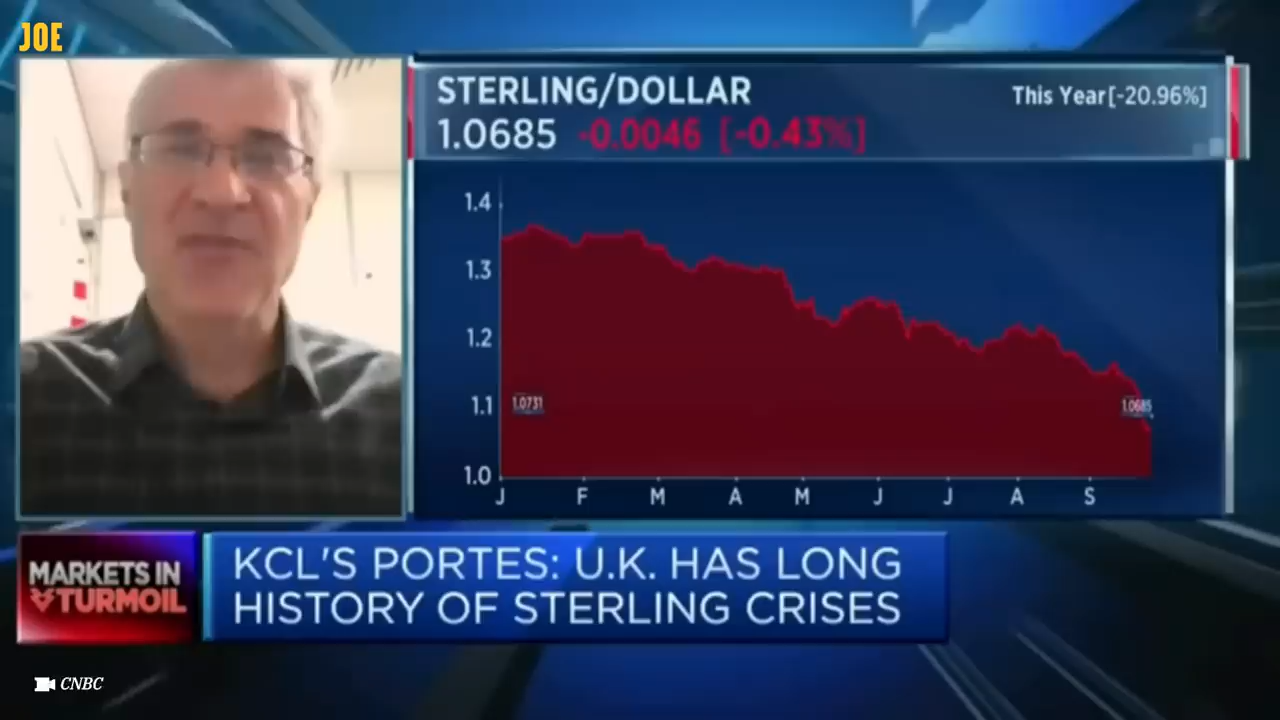 JOE
STERLING/DOLLAR
This Year[-20.96%]
1.0685 -0.0046 [-0.43%]
1.4
1.3
1.2
1.1
1.0731
1.0685
1.0
J F M A M J J A S
MARKETS IN
TURMOIL
KCL'S PORTES: U.K. HAS LONG
HISTORY OF STERLING CRISES
CNBC